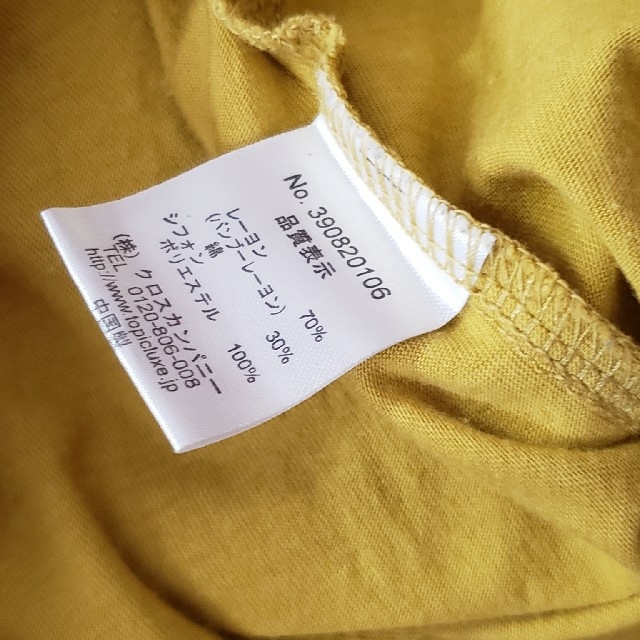 No. 390820106
品質表示
レーヨン 70%
(バンブーレーヨン)
綿 30%
シフォン
ポリエステル 100%
(株) クロスカンパニー
TEL 0120-806-008
http://www.topicture.jp
中国製